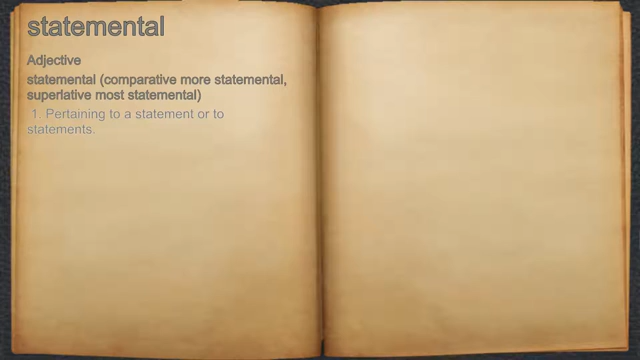 statemental
Adjective
statemental (comparative more statemental,
superlative most statemental)
1. Pertaining to a statement or to
statements.